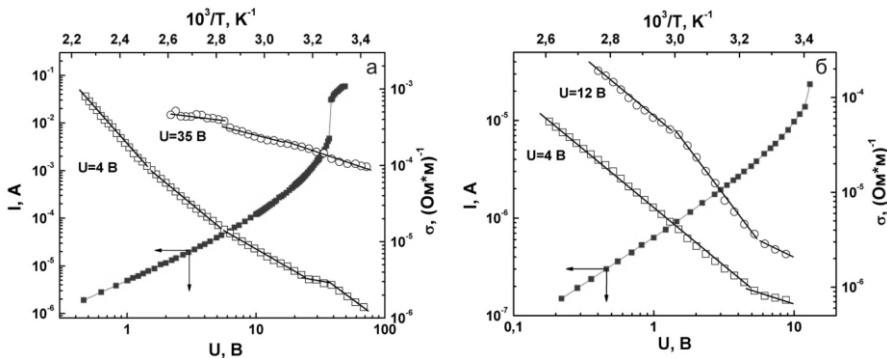 10³/T, K⁻¹
2,2 2,4 2,6 2,8 3,0 3,2 3,4
а
10⁻¹
10⁻²
10⁻³
10⁻⁴
10⁻⁵
10⁻⁶
I, A
U=35 В
U=4 В
10⁻³
10⁻⁴
10⁻⁵
10⁻⁶
σ, (Ом*м)⁻¹
1 10 100
U, В
10³/T, K⁻¹
2,6 2,8 3,0 3,2 3,4
б
10⁻⁵
10⁻⁶
10⁻⁷
I, A
U=12 В
U=4 В
10⁻⁴
10⁻⁵
10⁻⁶
σ, (Ом*м)⁻¹
0,1 1 10
U, В